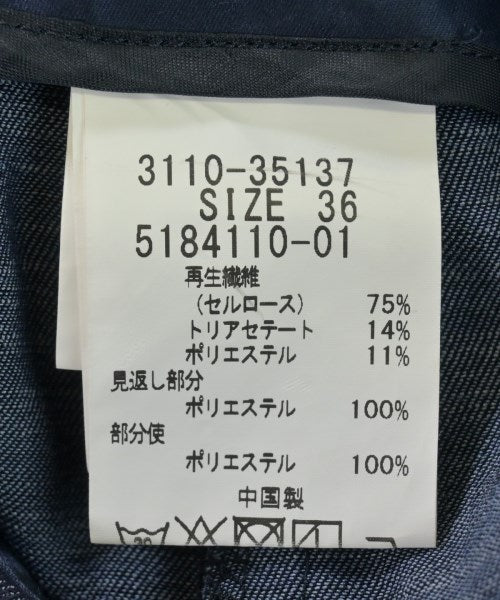 3110-35137
SIZE 36
5184110-01
再生繊維
(セルロース) 75%
トリアセテート 14%
ポリエステル 11%
見返し部分
ポリエステル 100%
部分使
ポリエステル 100%
中国製